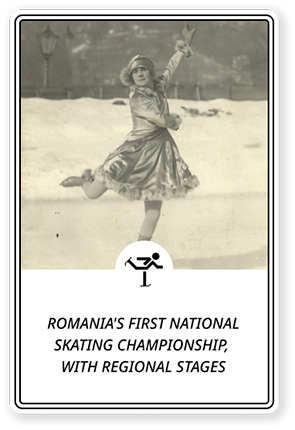 ROMANIA'S FIRST NATIONAL
SKATING CHAMPIONSHIP,
WITH REGIONAL STAGES